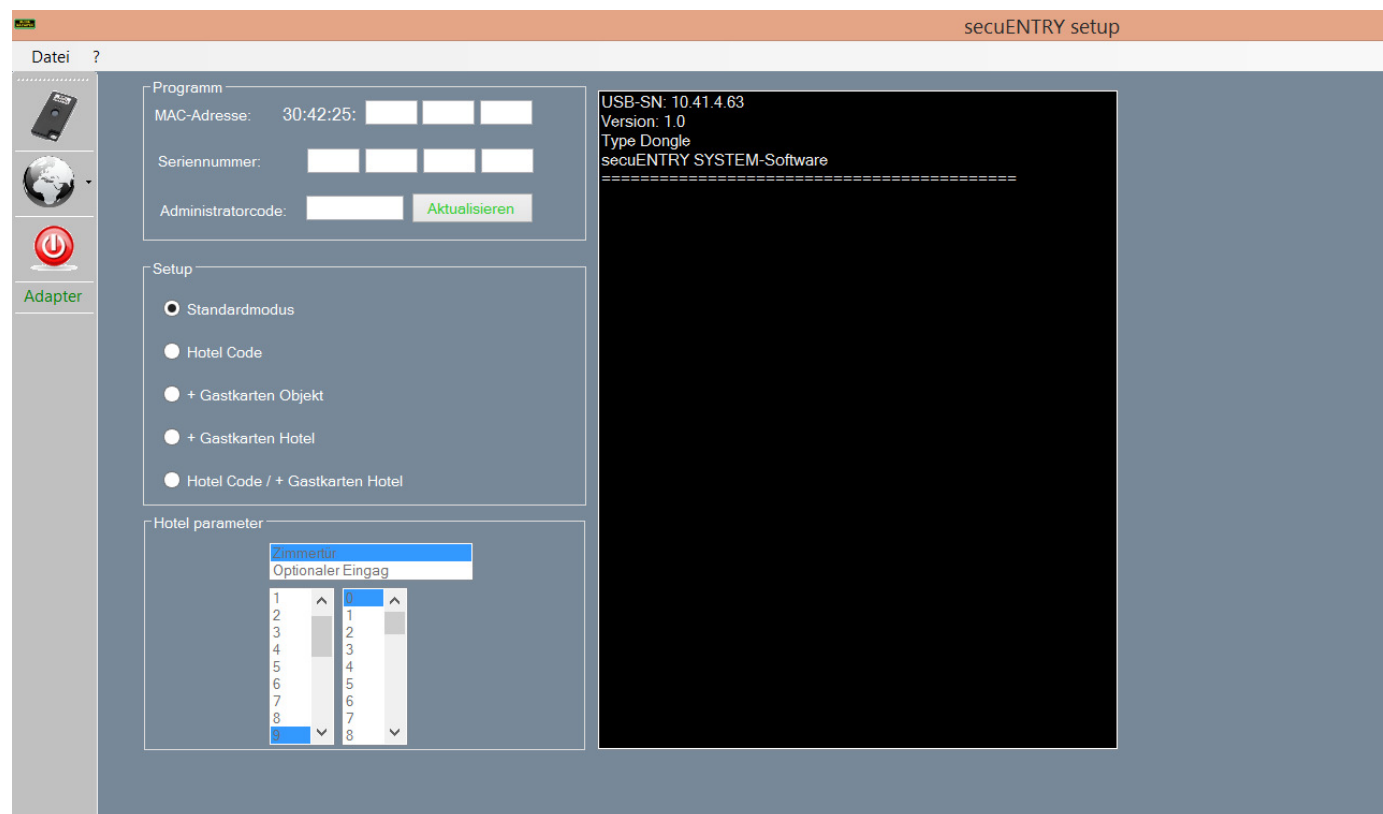 secuENTRY setup
Datei ?
Programm
MAC-Adresse: 30:42:25:
Seriennummer:
Administratorcode: Aktualisieren
Setup
Standardmodus
Hotel Code
+ Gastkarten Objekt
+ Gastkarten Hotel
Hotel Code / + Gastkarten Hotel
Hotel parameter
Zimmertür
Optionaler Eingag
1 0
2 1
3 2
4 3
5 4
6 5
7 6
8 7
9 8
Adapter
USB-SN: 10.41.4.63
Version: 1.0
Type Dongle
secuENTRY SYSTEM-Software
===========================================